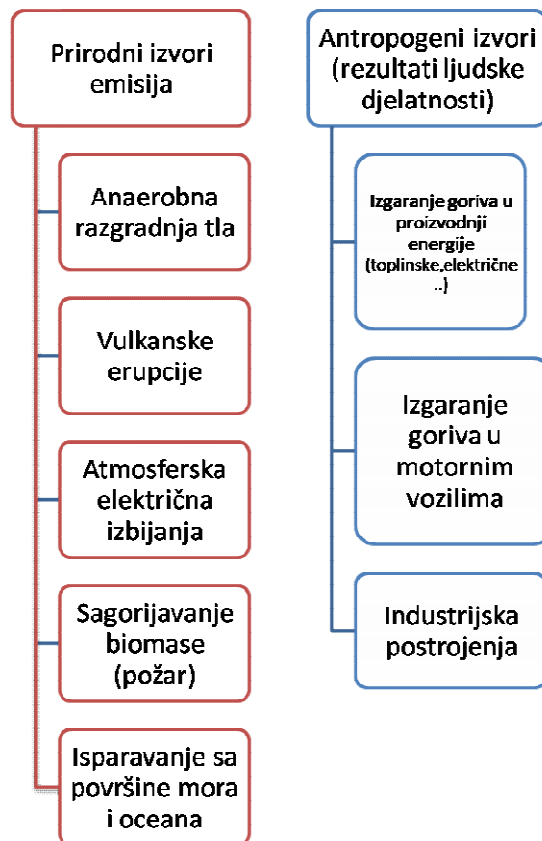 Prirodni izvori
emisija
Anaerobna
razgradnja tla
Vulkanske
erupcije
Atmosferska
električna
izbijanja
Sagorijavanje
biomase
(požar)
Isparavanje sa
površine mora
i oceana
Antropogeni izvori
(rezultati ljudske
djelatnosti)
Izgaranje goriva u
proizvodnji
energije
(toplinske,električne
..)
Izgaranje
goriva u
motornim
vozilima
Industrijska
postrojenja